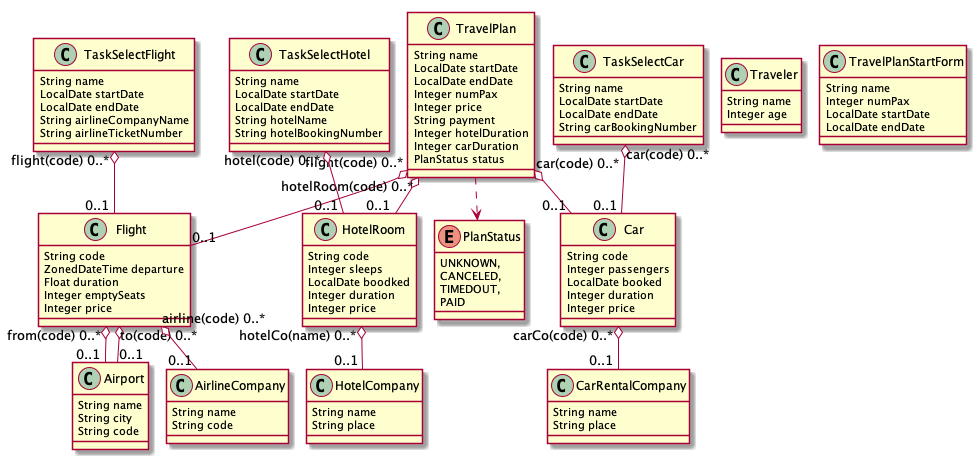 C TravelPlan
String name
LocalDate startDate
LocalDate endDate
Integer numPax
Integer price
String payment
Integer hotelDuration
Integer carDuration
PlanStatus status
C TaskSelectFlight
String name
LocalDate startDate
LocalDate endDate
String airlineCompanyName
String airlineTicketNumber
C TaskSelectHotel
String name
LocalDate startDate
LocalDate endDate
String hotelName
String hotelBookingNumber
C TaskSelectCar
String name
LocalDate startDate
LocalDate endDate
String carBookingNumber
C Traveler
String name
Integer age
C TravelPlanStartForm
String name
Integer numPax
LocalDate startDate
LocalDate endDate
flight(code) 0..*
hotel(code) 0..*
flight(code) 0..*
hotelRoom(code) 0..*
car(code) 0..*
car(code) 0..*
0..1
0..1
0..1
0..1
0..1
0..1
0..1
C Flight
String code
ZonedDateTime departure
Float duration
Integer emptySeats
Integer price
C HotelRoom
String code
Integer sleeps
LocalDate boodked
Integer duration
Integer price
E PlanStatus
UNKNOWN,
CANCELED,
TIMEDOUT,
PAID
C Car
String code
Integer passengers
LocalDate booked
Integer duration
Integer price
from(code) 0..*
to(code) 0..*
airline(code) 0..*
hotelCo(name) 0..*
carCo(code) 0..*
0..1
0..1
0..1
0..1
0..1
C Airport
String name
String city
String code
C AirlineCompany
String name
String code
C HotelCompany
String name
String place
C CarRentalCompany
String name
String place